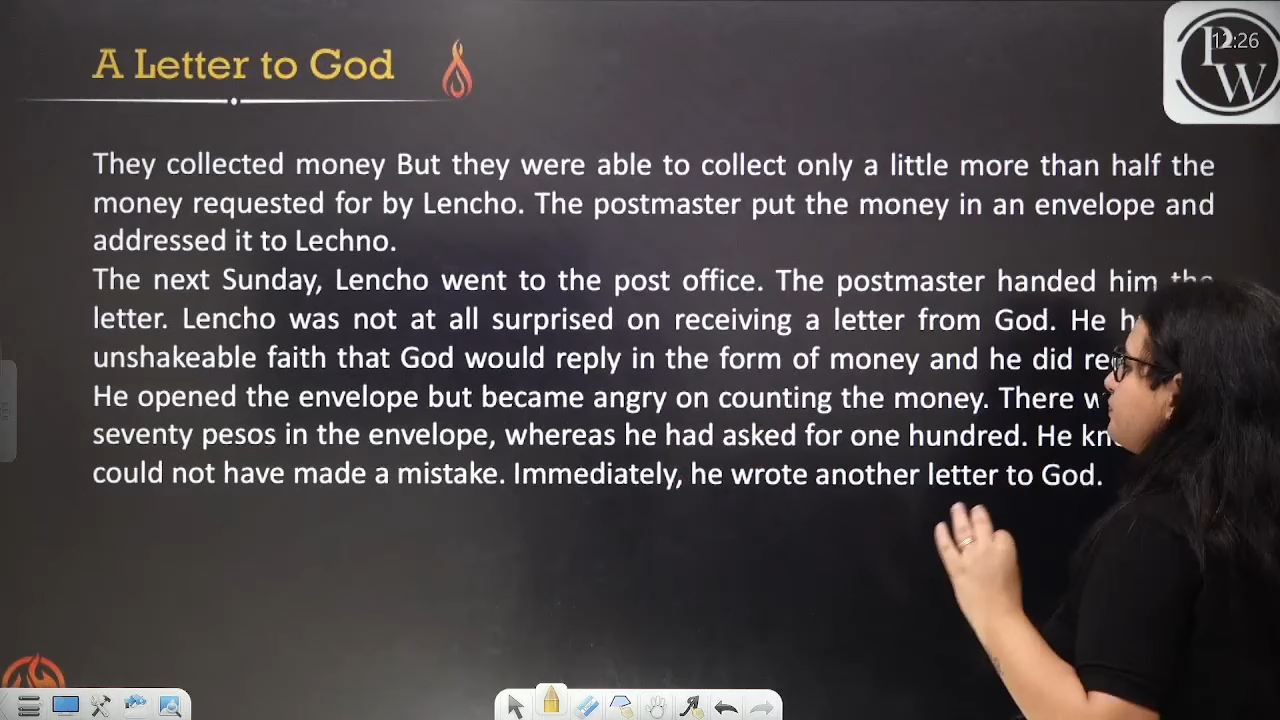 A Letter to God
12:26
PW
They collected money But they were able to collect only a little more than half the
money requested for by Lencho. The postmaster put the money in an envelope and
addressed it to Lechno.
The next Sunday, Lencho went to the post office. The postmaster handed him the
letter. Lencho was not at all surprised on receiving a letter from God. He
unshakeable faith that God would reply in the form of money and he did
He opened the envelope but became angry on counting the money. There
seventy pesos in the envelope, whereas he had asked for one hundred. He
could not have made a mistake. Immediately, he wrote another letter to God.